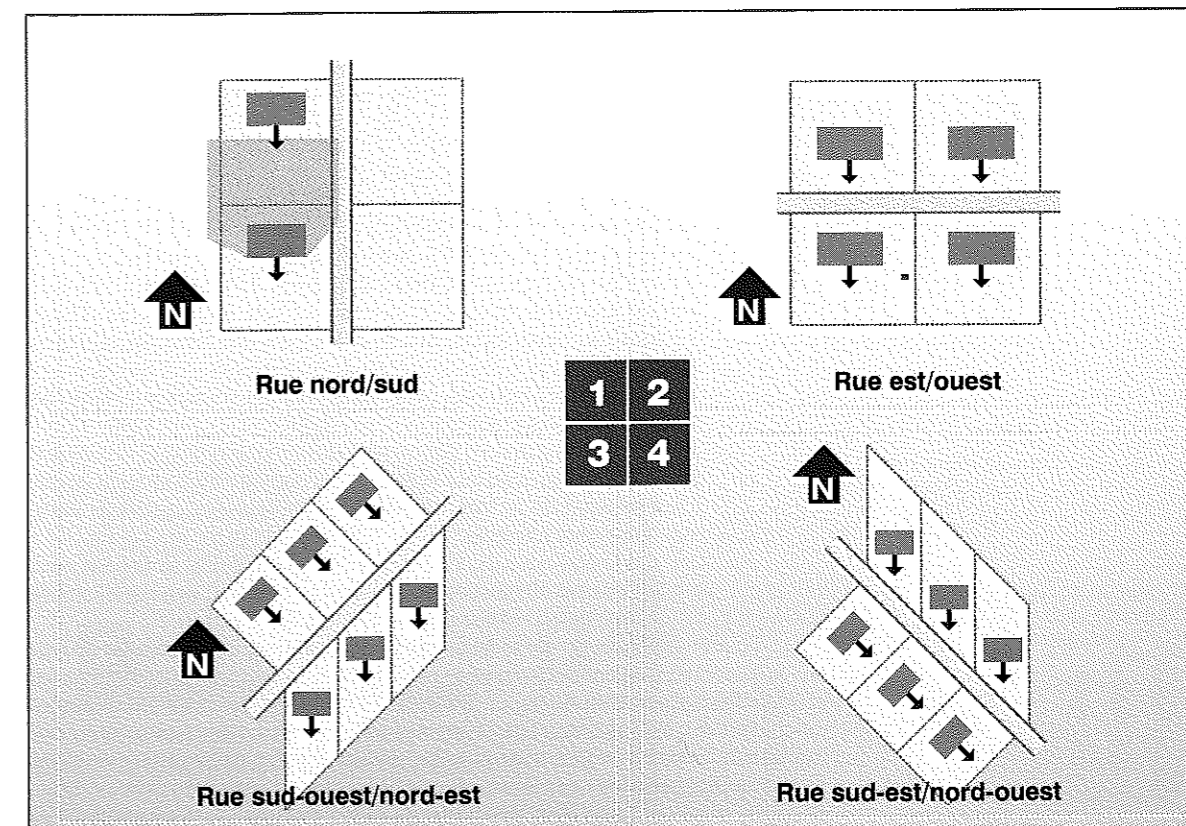 N
Rue nord/sud
N
Rue est/ouest
1 2
3 4
N
Rue sud-ouest/nord-est
N
Rue sud-est/nord-ouest